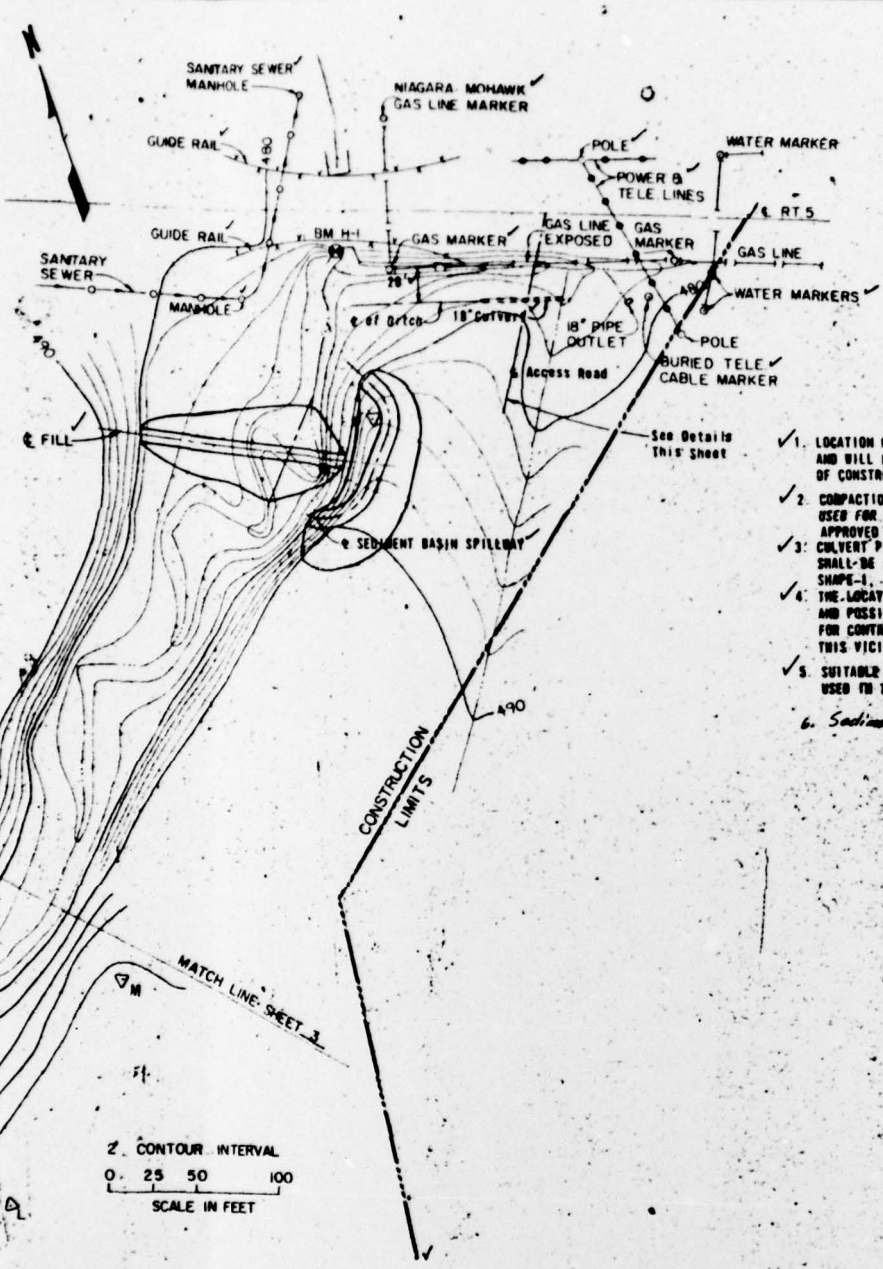 N
SANITARY SEWER
MANHOLE
NIAGARA MOHAWK
GAS LINE MARKER
GUIDE RAIL
480
POLE
WATER MARKER
POWER &
TELE. LINES
℄ RT. 5
GUIDE RAIL
BM H-1
GAS MARKER
GAS LINE
EXPOSED
GAS
MARKER
GAS LINE
SANITARY
SEWER
MANHOLE
20'
480
WATER MARKERS
℄ of Ditch
18" Culvert
18" PIPE
OUTLET
POLE
490
BURIED TELE.
CABLE MARKER
℄ Access Road
℄ FILL
See Details
This Sheet
1. LOCATION
AND WILL
OF CONSTR
2. COMPACTIO
USED FOR
APPROVED
3. CULVERT P
SHALL BE
SHAPE-1,
4. THE LOCAT
AND POSSI
FOR CONTR
THIS VICI
5. SUITABLE
USED IN
6. Sedim
℄ SEDIMENT BASIN SPILLWAY
490
CONSTRUCTION
LIMITS
MATCH LINE SHEET 3
M
2' CONTOUR INTERVAL
0 25 50 100
SCALE IN FEET
L